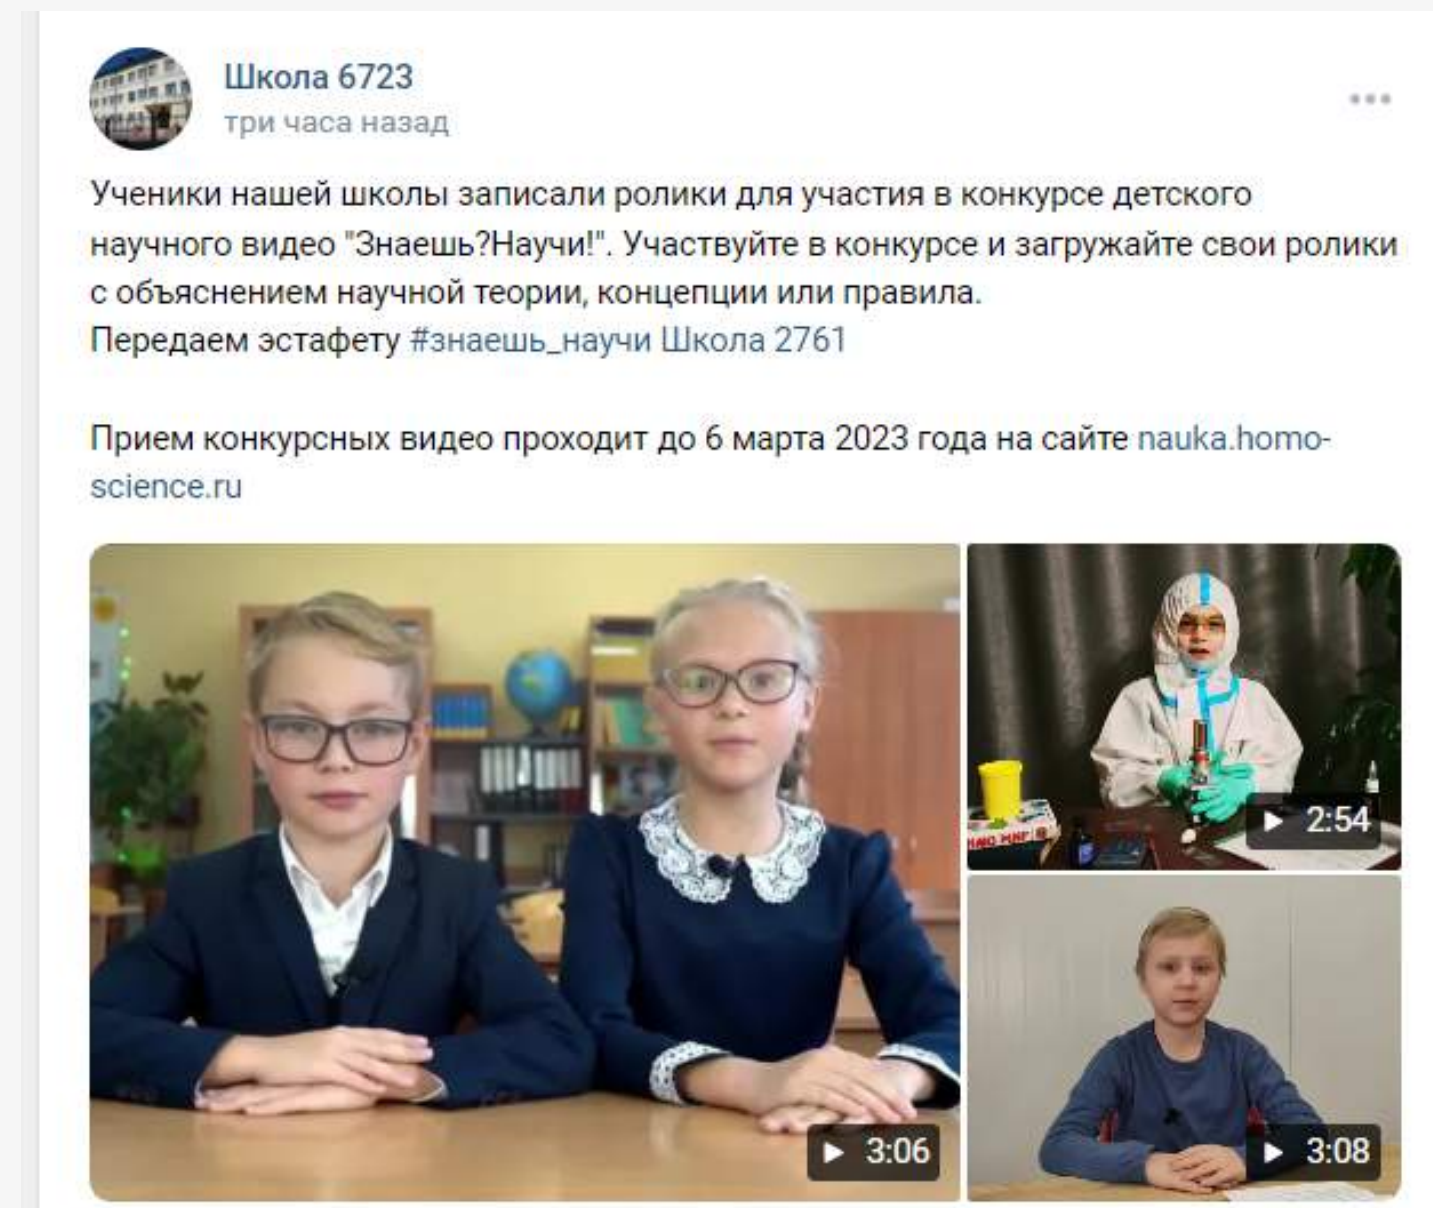 Школа 6723
три часа назад
Ученики нашей школы записали ролики для участия в конкурсе детского
научного видео "Знаешь?Научи!". Участвуйте в конкурсе и загружайте свои ролики
с объяснением научной теории, концепции или правила.
Передаем эстафету #знаешь_научи Школа 2761
Прием конкурсных видео проходит до 6 марта 2023 года на сайте nauka.homo-
science.ru
2:54
3:06
3:08